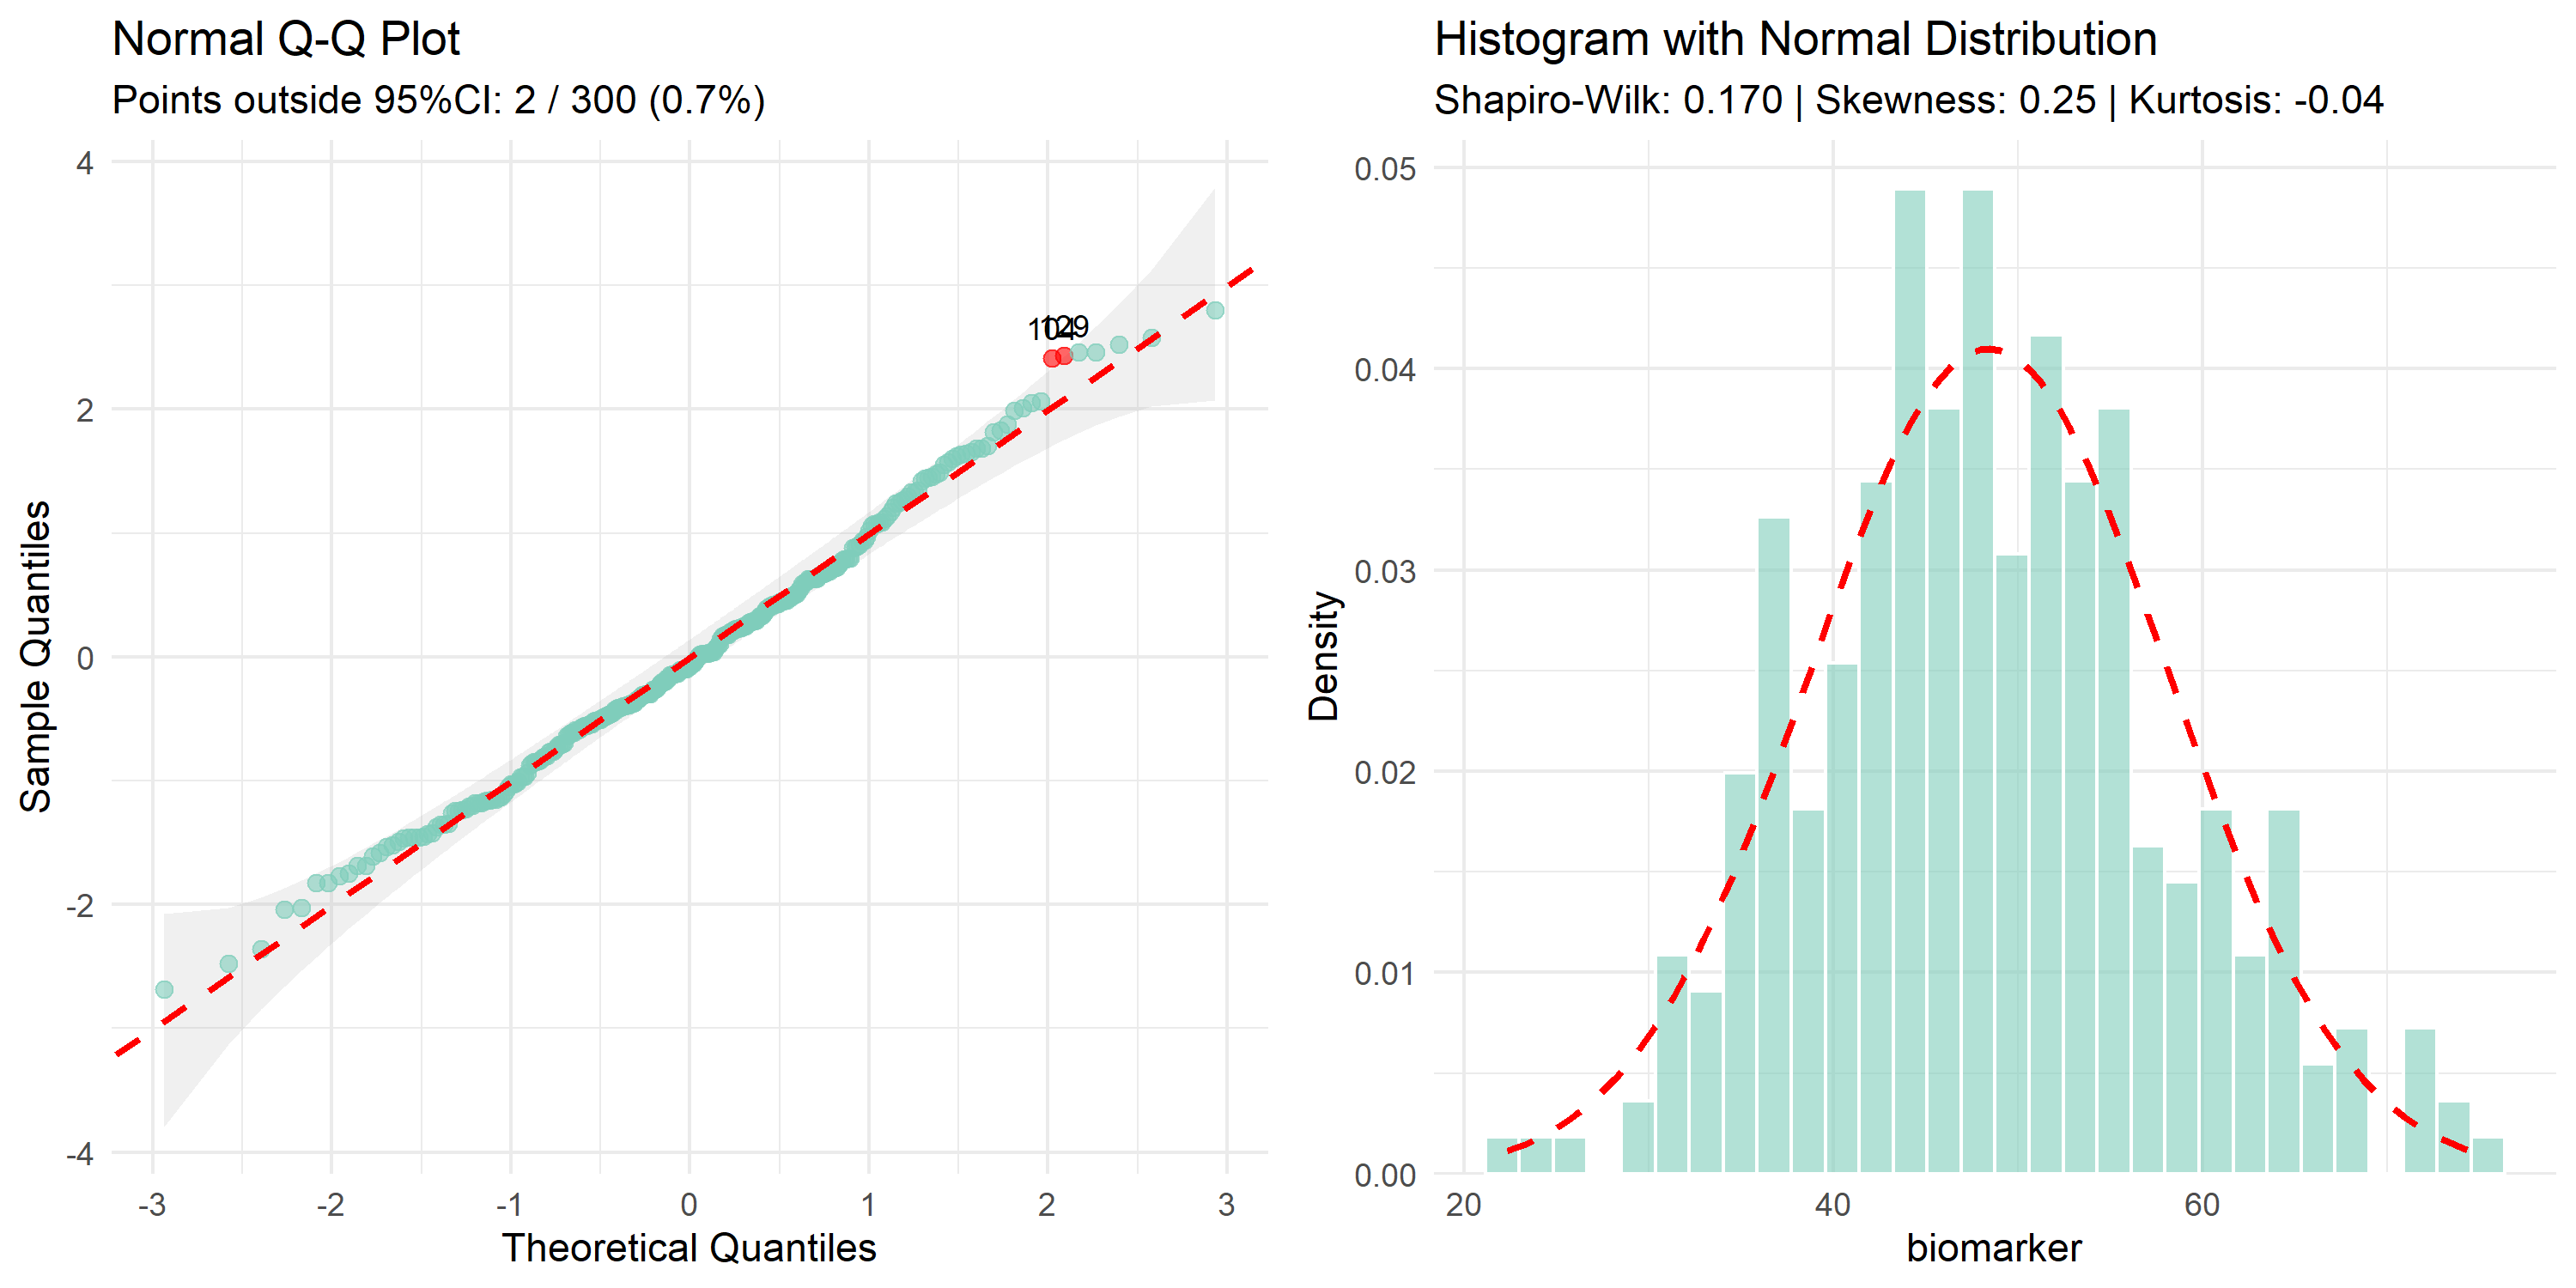 Normal Q-Q Plot
Points outside 95%CI: 2 / 300 (0.7%)
4
2
0
-2
-4
104
129
-3
-2
-1
0
1
2
3
Theoretical Quantiles
Sample Quantiles
Histogram with Normal Distribution
Shapiro-Wilk: 0.170 | Skewness: 0.25 | Kurtosis: -0.04
0.05
0.04
0.03
0.02
0.01
0.00
20
40
60
biomarker
Density